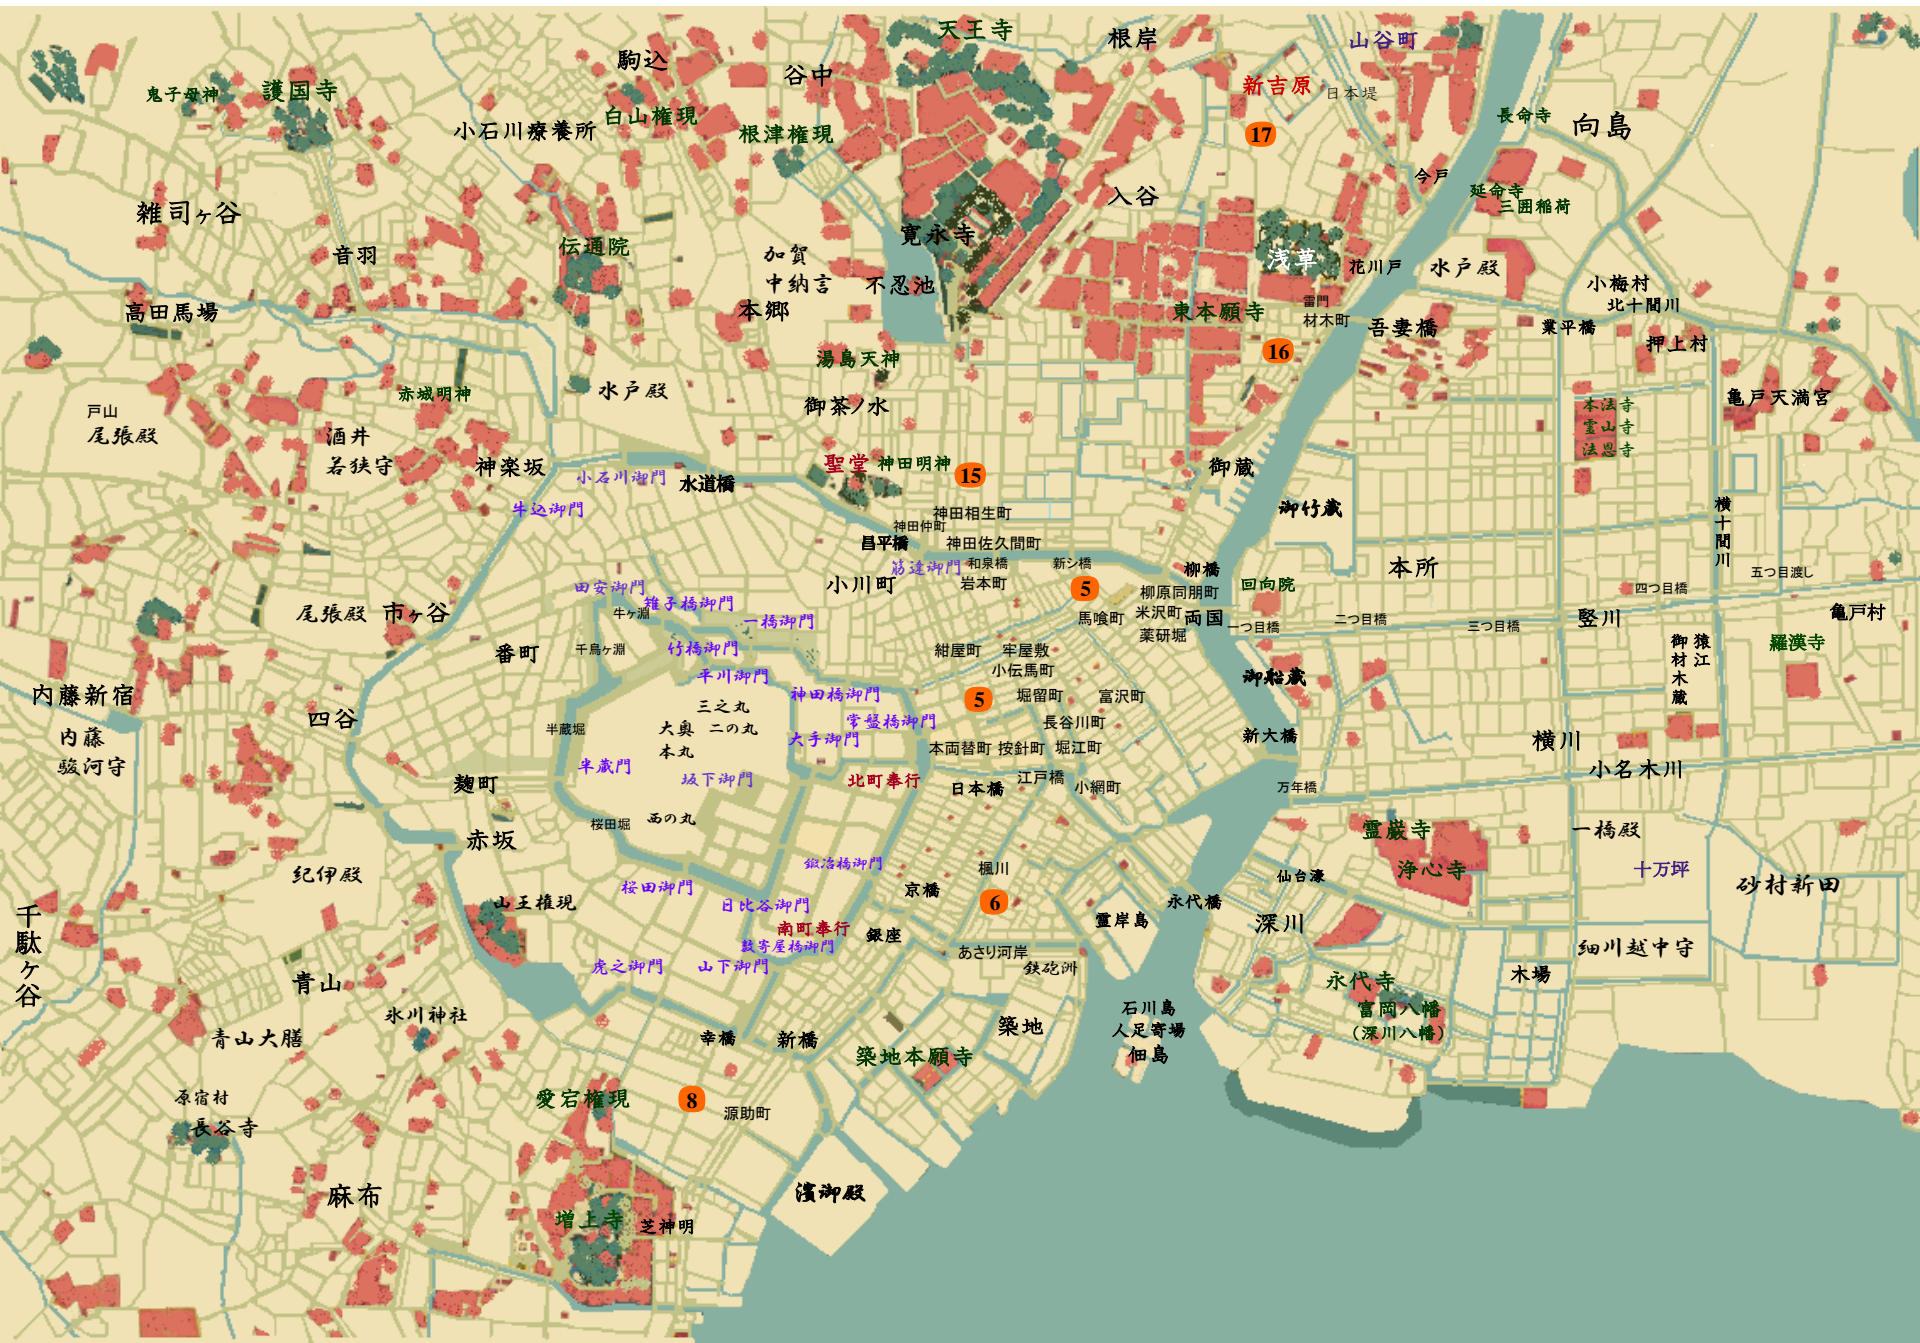 天王寺
根岸
山谷町
駒込
谷中
鬼子母神
護国寺
新吉原
日本堤
小石川療養所
白山権現
根津権現
17
長命寺
向島
今戸
入谷
延命寺
三囲稲荷
雑司ヶ谷
音羽
伝通院
加賀
中納言
寛永寺
浅草
花川戸
水戸殿
不忍池
本郷
高田馬場
東本願寺
雷門
材木町
吾妻橋
小梅村
北十間川
業平橋
押上村
16
湯島天神
水戸殿
赤城明神
御茶ノ水
戸山
尾張殿
酒井
若狭守
本法寺
霊山寺
法恩寺
亀戸天満宮
神楽坂
小石川御門
水道橋
聖堂
神田明神
15
御蔵
御竹蔵
横十間川
牛込御門
神田相生町
神田仲町
昌平橋
神田佐久間町
筋違御門
和泉橋
新シ橋
柳橋
本所
五つ目渡し
四つ目橋
小川町
岩本町
5
柳原同朋町
回向院
田安御門
雉子橋御門
牛ヶ淵
一橋御門
馬喰町
米沢町
両国
薬研堀
一つ目橋
二つ目橋
三つ目橋
竪川
亀戸村
尾張殿
市ヶ谷
番町
千鳥ヶ淵
竹橋御門
平川御門
紺屋町
牢屋敷
小伝馬町
御船蔵
猿江
御材木蔵
羅漢寺
内藤新宿
四谷
神田橋御門
5
堀留町
富沢町
三之丸
大奥
二の丸
本丸
常盤橋御門
大手御門
長谷川町
半蔵堀
本両替町
按針町
堀江町
新大橋
横川
内藤
駿河守
半蔵門
坂下御門
北町奉行
日本橋
江戸橋
小網町
万年橋
小名木川
麹町
桜田堀
西の丸
赤坂
霊巌寺
一橋殿
紀伊殿
鍛冶橋御門
楓川
浄心寺
十万坪
砂村新田
仙台濠
桜田御門
京橋
6
山王権現
日比谷御門
永代橋
千駄ヶ谷
南町奉行
銀座
霊岸島
深川
数寄屋橋御門
あさり河岸
細川越中守
虎之御門
山下御門
鉄砲洲
木場
青山
永代寺
氷川神社
富岡八幡
（深川八幡）
石川島
人足寄場
佃島
築地
青山大膳
幸橋
新橋
築地本願寺
原宿村
長谷寺
愛宕権現
8
源助町
麻布
濱御殿
増上寺
芝神明